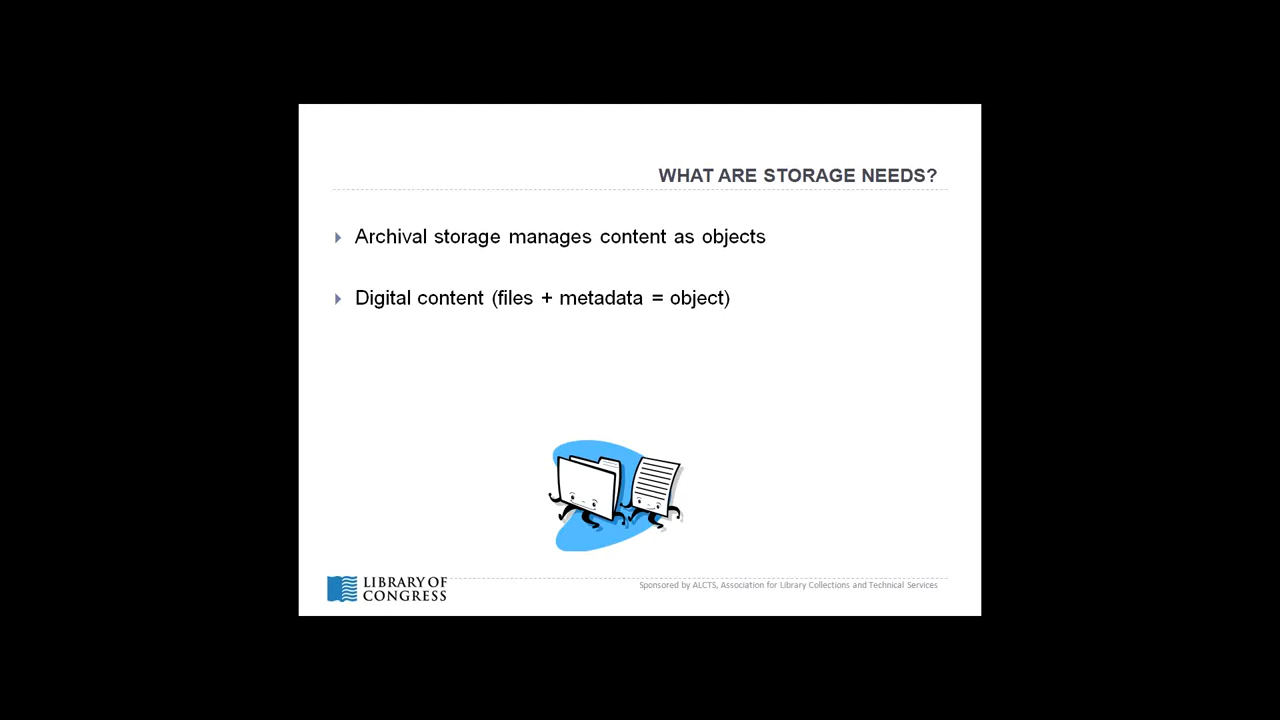 WHAT ARE STORAGE NEEDS?
Archival storage manages content as objects
Digital content (files + metadata = object)
LIBRARY OF
CONGRESS
Sponsored by ALCTS, Association for Library Collections and Technical Services